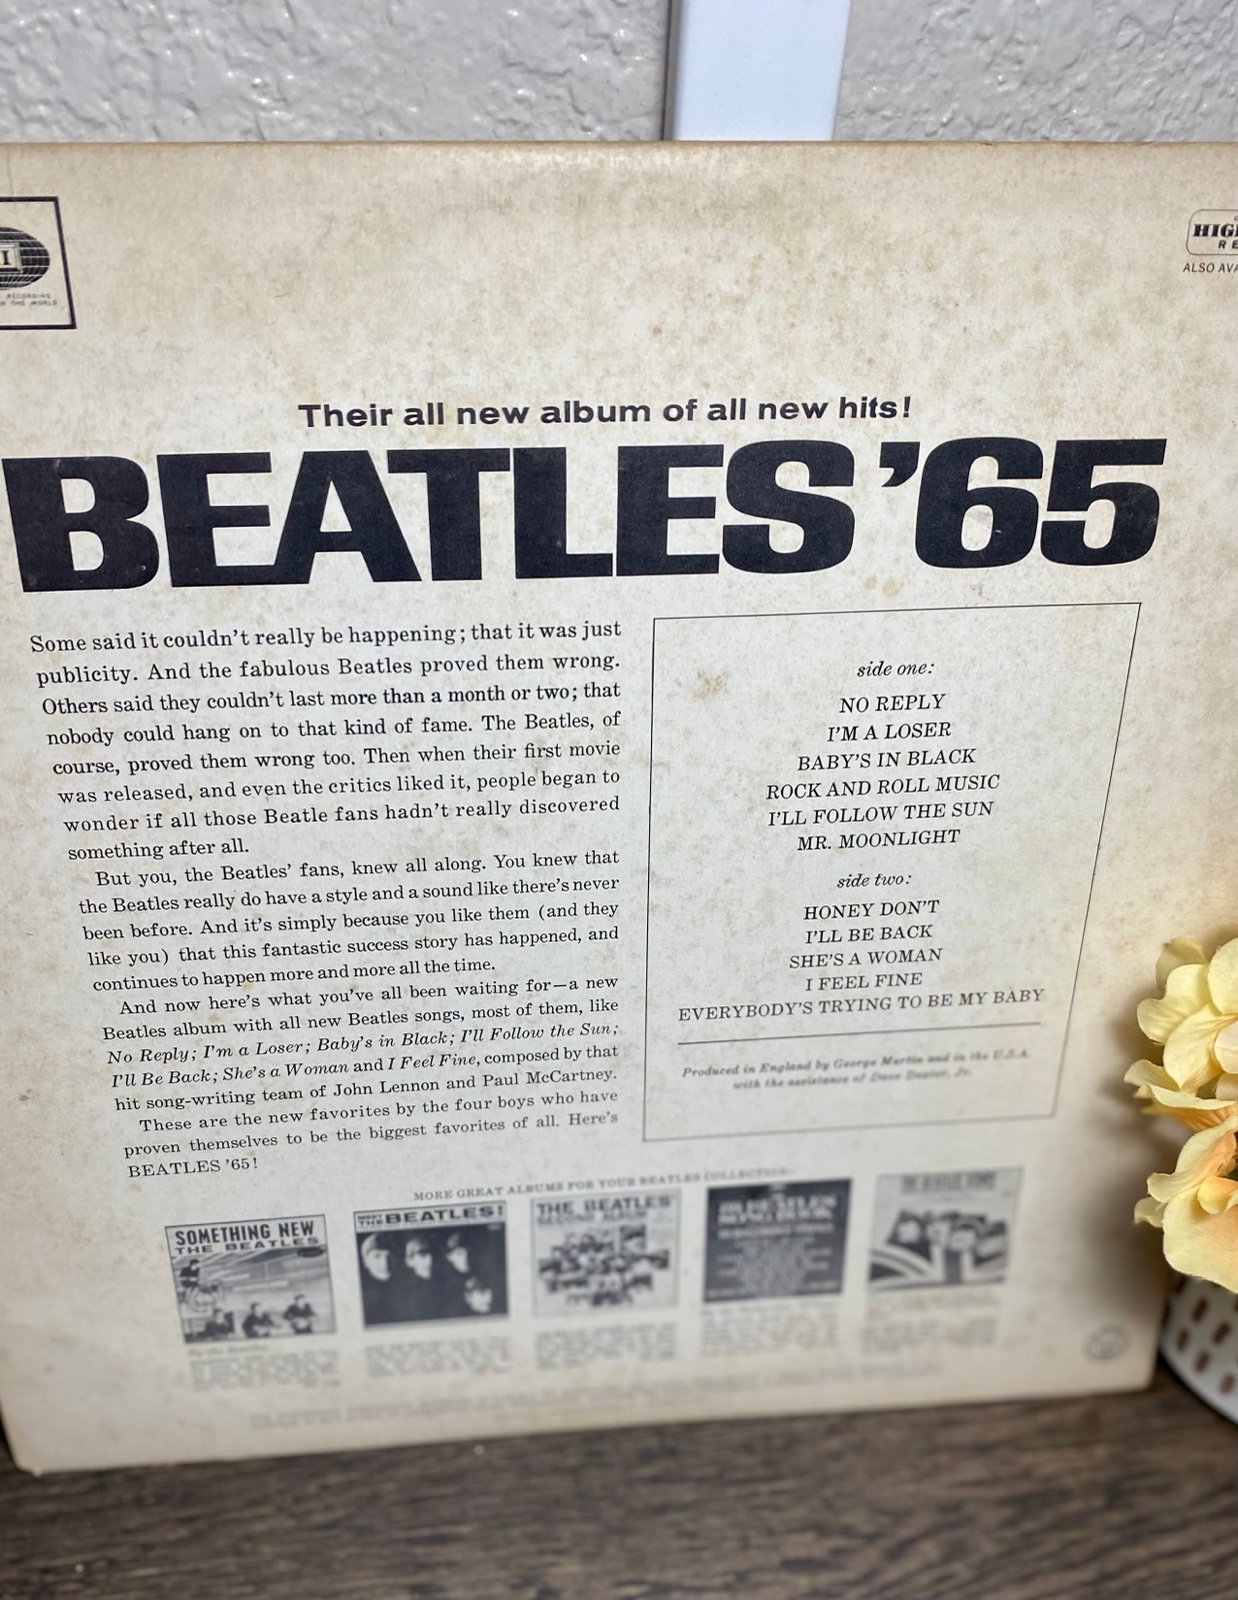 RECORDING
IN THE WORLD
ALSO
Their all new album of all new hits!
BEATLES '65
Some said it couldn't really be happening; that it was just
publicity. And the fabulous Beatles proved them wrong.
Others said they couldn't last more than a month or two; that
nobody could hang on to that kind of fame. The Beatles, of
course, proved them wrong too. Then when their first movie
was released, and even the critics liked it, people began to
wonder if all those Beatle fans hadn't really discovered
something after all.
But you, the Beatles' fans, knew all along. You knew that
the Beatles really do have a style and a sound like there's never
been before. And it's simply because you like them (and they
like you) that this fantastic success story has happened, and
continues to happen more and more all the time.
And now here's what you've all been waiting for—a new
Beatles album with all new Beatles songs, most of them, like
No Reply; I'm a Loser; Baby's in Black; I'll Follow the Sun;
I'll Be Back; She's a Woman and I Feel Fine, composed by that
hit song-writing team of John Lennon and Paul McCartney.
These are the new favorites by the four boys who have
proven themselves to be the biggest favorites of all. Here's
BEATLES '65!
side one:
NO REPLY
I'M A LOSER
BABY'S IN BLACK
ROCK AND ROLL MUSIC
I'LL FOLLOW THE SUN
MR. MOONLIGHT
side two:
HONEY DON'T
I'LL BE BACK
SHE'S A WOMAN
I FEEL FINE
EVERYBODY'S TRYING TO BE MY BABY
Produced in England by George Martin and in the U.S.A.
with the assistance of Dave Dexter, Jr.
MORE GREAT ALBUMS FOR YOUR BEATLES COLLECTION
SOMETHING NEW
THE BEATLES
MEET
THE BEATLES!
THE BEATLES
SECOND ALBUM